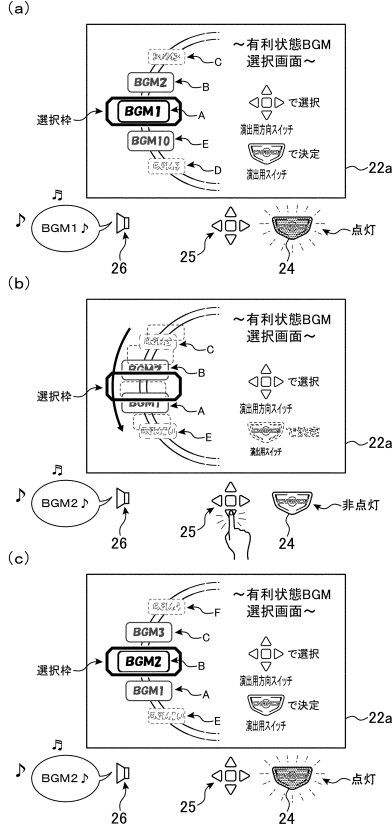 (a)
〜有利状態BGM
選択画面〜
C
BGM2
B
選択枠
BGM1
A
で選択
演出用方向スイッチ
BGM10
E
で決定
演出用スイッチ
D
22a
BGM1♪
26
25
24
点灯
(b)
〜有利状態BGM
選択画面〜
C
BGM2
B
選択枠
で選択
演出用方向スイッチ
BGM1
A
E
演出用スイッチ
22a
BGM2♪
26
25
24
非点灯
(c)
〜有利状態BGM
選択画面〜
F
BGM3
C
選択枠
BGM2
B
で選択
演出用方向スイッチ
BGM1
A
で決定
演出用スイッチ
E
22a
BGM2♪
26
25
24
点灯